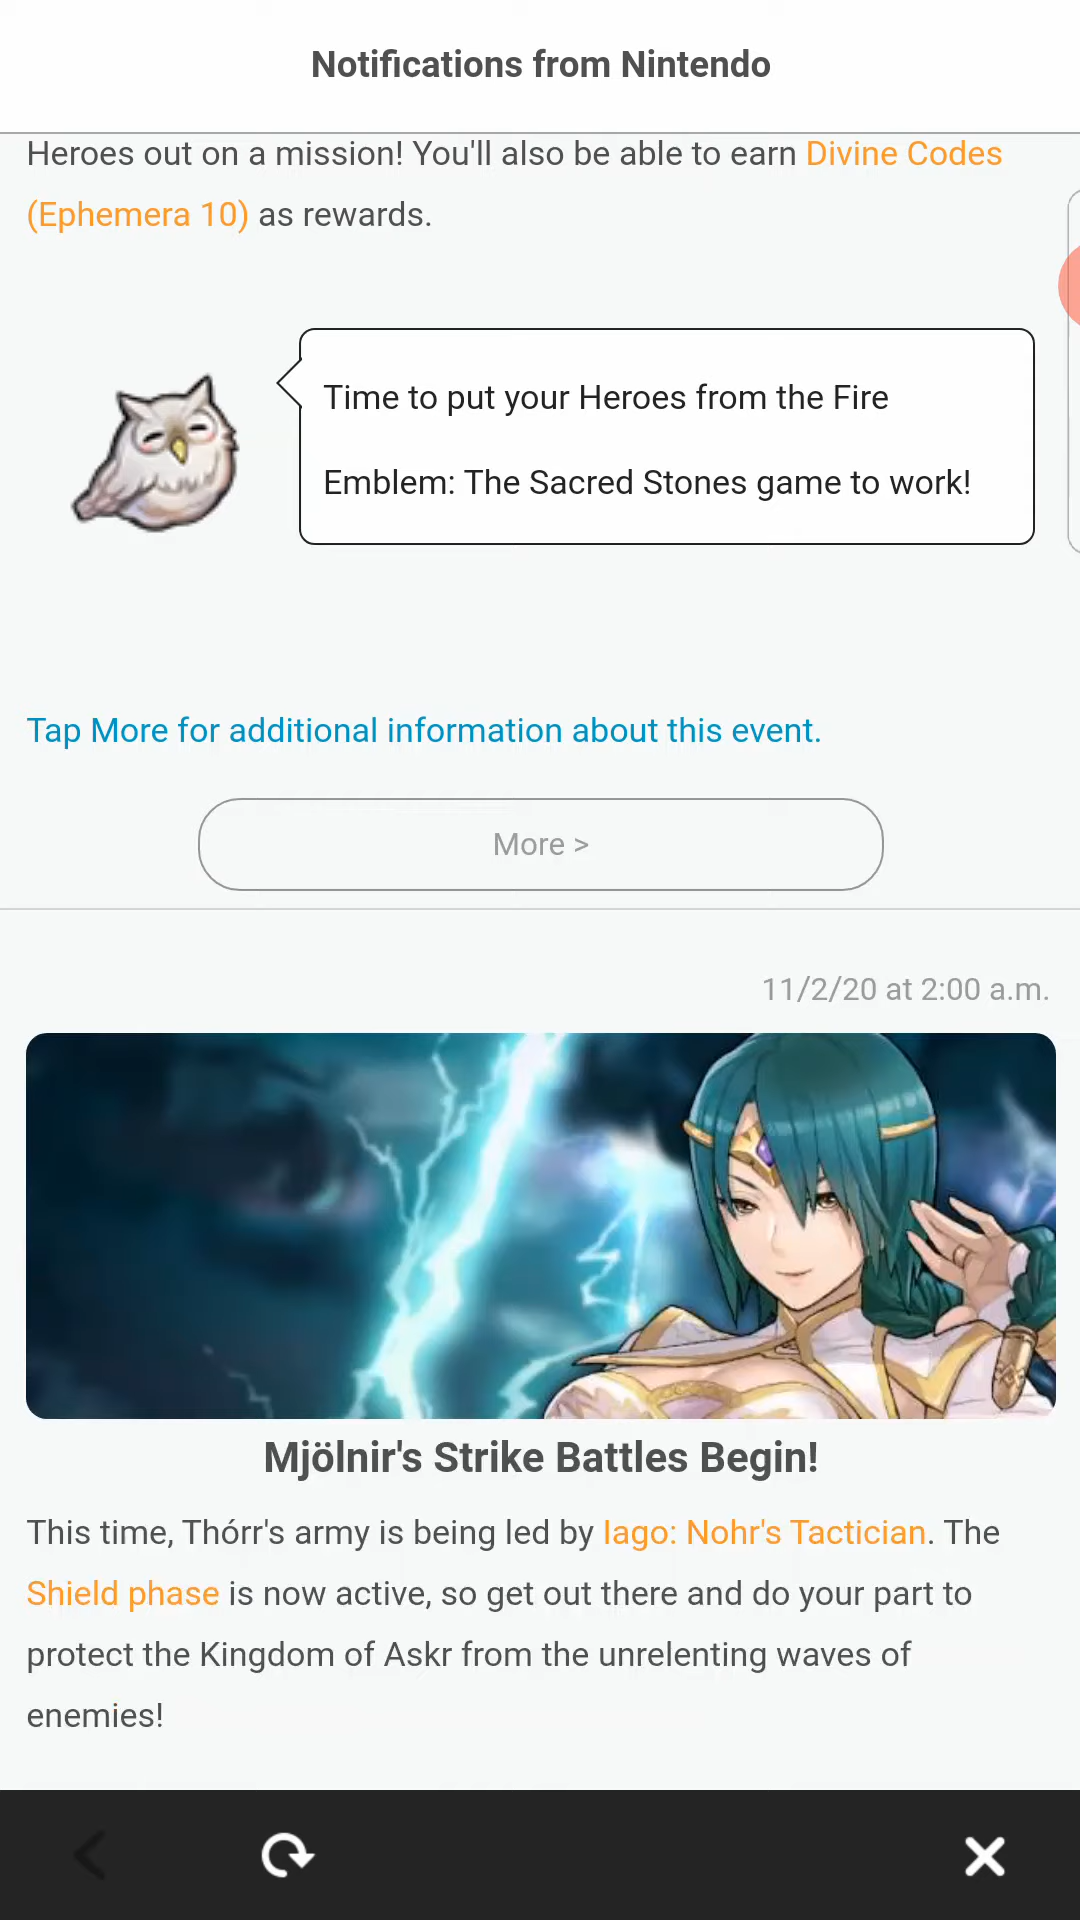 Notifications from Nintendo
Heroes out on a mission! You'll also be able to earn Divine Codes
(Ephemera 10) as rewards.
Time to put your Heroes from the Fire
Emblem: The Sacred Stones game to work!
Tap More for additional information about this event.
More >
11/2/20 at 2:00 a.m.
Mjölnir's Strike Battles Begin!
This time, Thórr's army is being led by Iago: Nohr's Tactician. The
Shield phase is now active, so get out there and do your part to
protect the Kingdom of Askr from the unrelenting waves of
enemies!